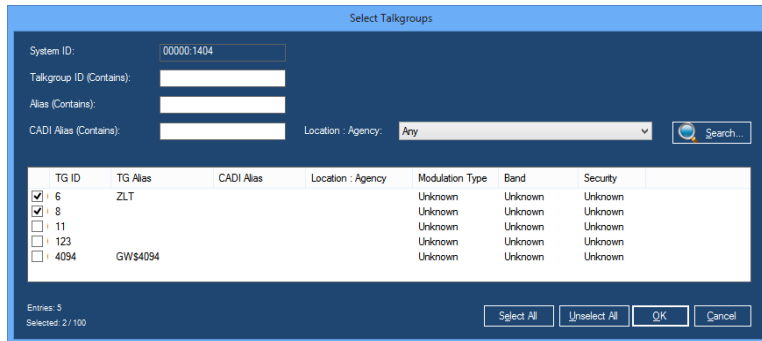 Select Talkgroups
System ID: 00000:1404
Talkgroup ID (Contains):
Alias (Contains):
CADI Alias (Contains): Location : Agency: Any Search...
TG ID TG Alias CADI Alias Location : Agency Modulation Type Band Security
6 ZLT Unknown Unknown Unknown
8 Unknown Unknown Unknown
11 Unknown Unknown Unknown
123 Unknown Unknown Unknown
4094 GW$4094 Unknown Unknown Unknown
Entries: 5
Selected: 2 / 100
Select All Unselect All OK Cancel